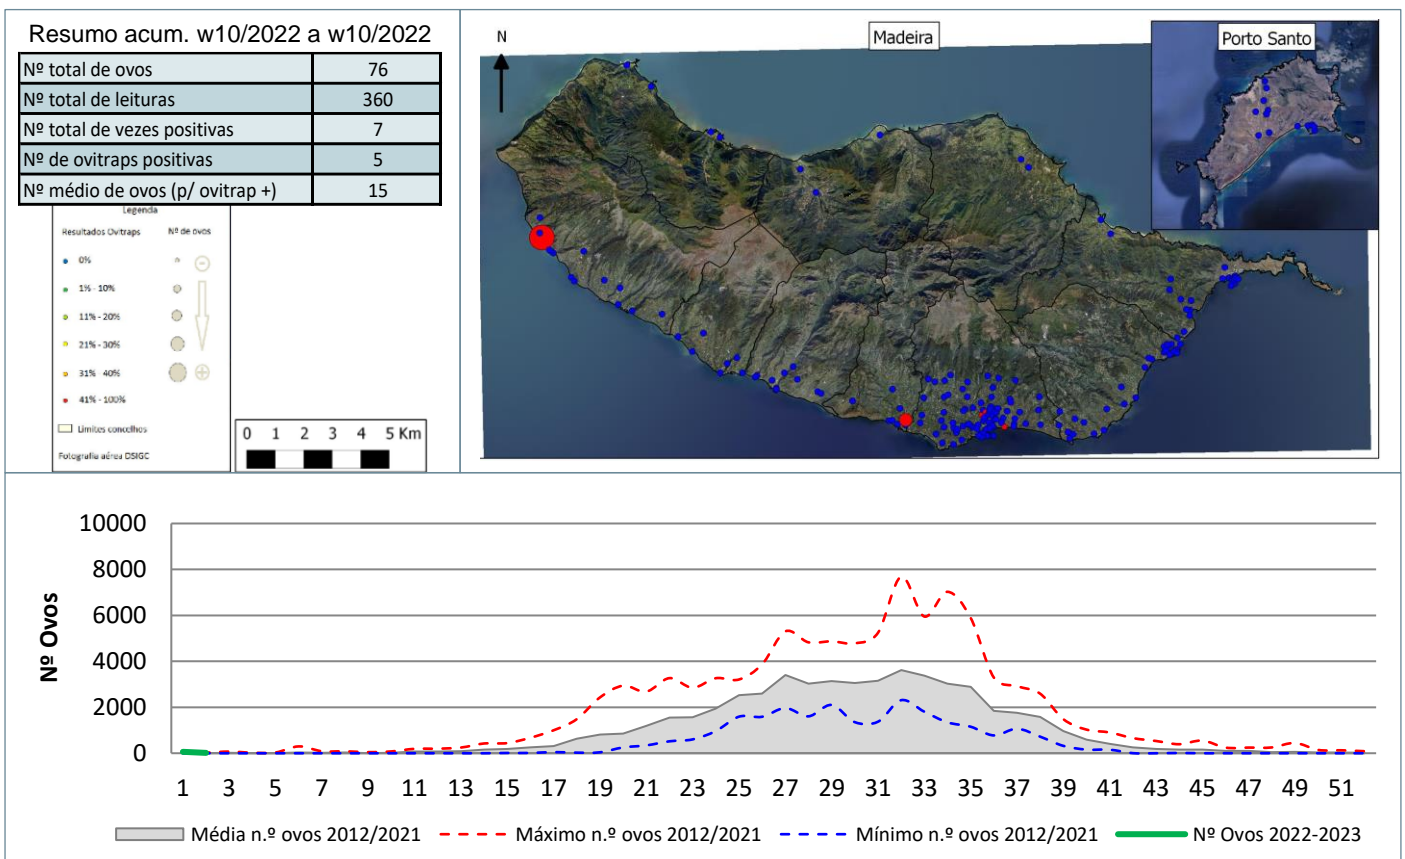 Resumo acum. w10/2022 a w10/2022
Nº total de ovos 76
Nº total de leituras 360
Nº total de vezes positivas 7
Nº de ovitraps positivas 5
Nº médio de ovos (p/ ovitrap +) 15
Legenda
Resultados Ovitraps Nº de ovos
0%
1% - 10%
11% - 20%
21% - 30%
31% - 40%
41% - 100%
Limites concelhos
Fotografia aérea DSIGC
0 1 2 3 4 5 Km
N
Madeira
Porto Santo
Nº Ovos
10000
8000
6000
4000
2000
0
1 3 5 7 9 11 13 15 17 19 21 23 25 27 29 31 33 35 37 39 41 43 45 47 49 51
Média n.º ovos 2012/2021 Máximo n.º ovos 2012/2021 Mínimo n.º ovos 2012/2021 Nº Ovos 2022-2023